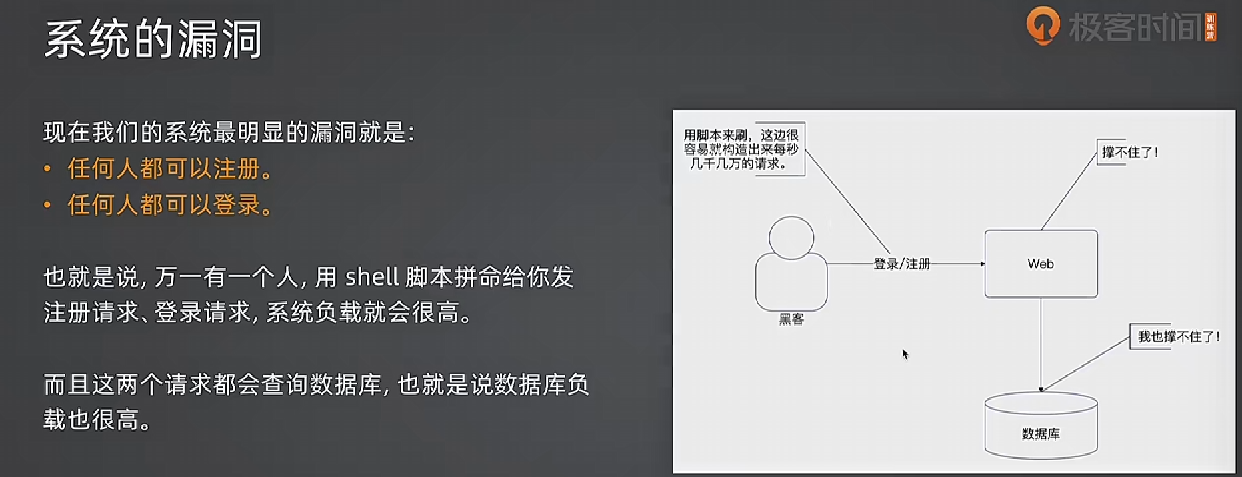 系统的漏洞
极客时间
训练营
现在我们的系统最明显的漏洞就是：
• 任何人都可以注册。
• 任何人都可以登录。
也就是说, 万一有一个人, 用 shell 脚本拼命给你发
注册请求、登录请求, 系统负载就会很高。
而且这两个请求都会查询数据库, 也就是说数据库负
载也很高。
用脚本来刷，这边很
容易就构造出来每秒
几千几万的请求。
撑不住了！
登录/注册
Web
黑客
我也撑不住了！
数据库